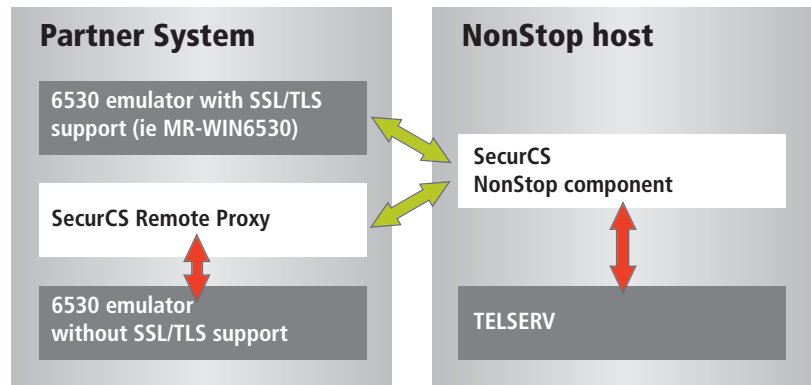 Partner System
6530 emulator with SSL/TLS
support (ie MR-WIN6530)
SecurCS Remote Proxy
6530 emulator
without SSL/TLS support
NonStop host
SecurCS
NonStop component
TELSERV